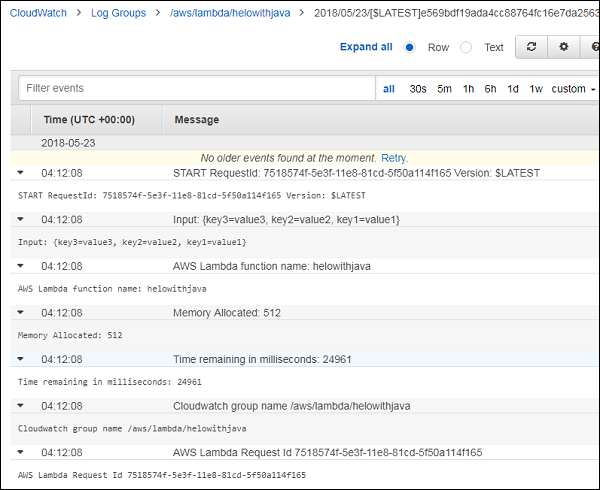 CloudWatch > Log Groups > /aws/lambda/helowithjava > 2018/05/23/[$LATEST]e569bdf19ada4cc88764fc16e7da2563
Expand all Row Text
Filter events all 30s 5m 1h 6h 1d 1w custom
Time (UTC +00:00) Message
2018-05-23
No older events found at the moment. Retry.
04:12:08 START RequestId: 7518574f-5e3f-11e8-81cd-5f50a114f165 Version: $LATEST
START RequestId: 7518574f-5e3f-11e8-81cd-5f50a114f165 Version: $LATEST
04:12:08 Input: {key3=value3, key2=value2, key1=value1}
Input: {key3=value3, key2=value2, key1=value1}
04:12:08 AWS Lambda function name: helowithjava
AWS Lambda function name: helowithjava
04:12:08 Memory Allocated: 512
Memory Allocated: 512
04:12:08 Time remaining in milliseconds: 24961
Time remaining in milliseconds: 24961
04:12:08 Cloudwatch group name /aws/lambda/helowithjava
Cloudwatch group name /aws/lambda/helowithjava
04:12:08 AWS Lambda Request Id 7518574f-5e3f-11e8-81cd-5f50a114f165
AWS Lambda Request Id 7518574f-5e3f-11e8-81cd-5f50a114f165